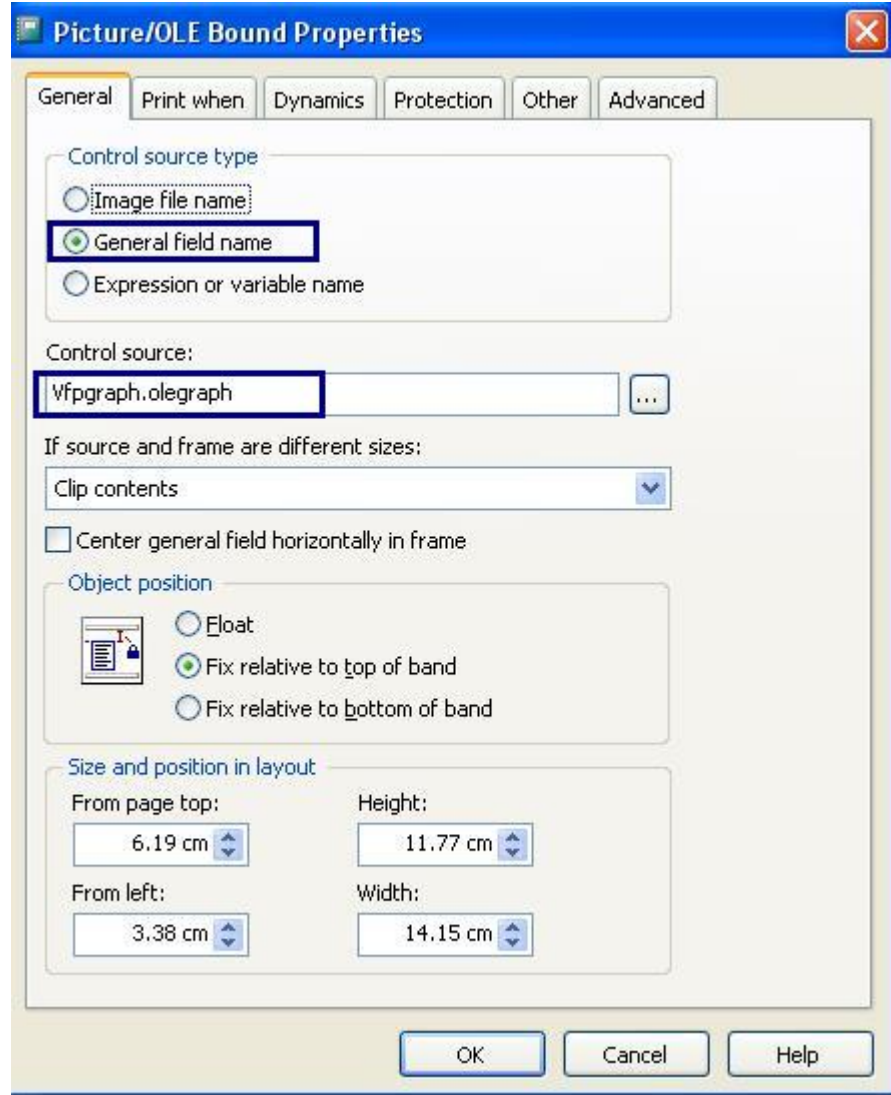 Picture/OLE Bound Properties
General Print when Dynamics Protection Other Advanced
Control source type
Image file name
General field name
Expression or variable name
Control source:
Vfpgraph.olegraph ...
If source and frame are different sizes:
Clip contents
Center general field horizontally in frame
Object position
Float
Fix relative to top of band
Fix relative to bottom of band
Size and position in layout
From page top: Height:
6.19 cm 11.77 cm
From left: Width:
3.38 cm 14.15 cm
OK Cancel Help